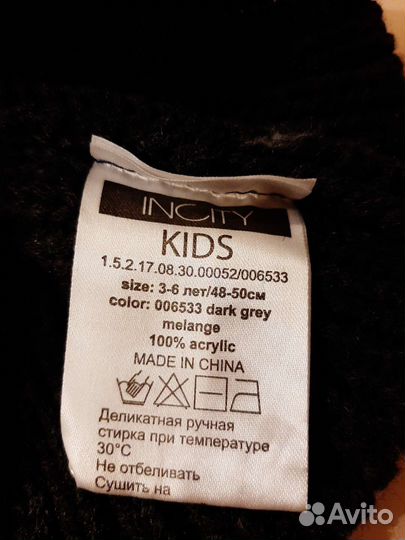 INCITY
KIDS
1.5.2.17.08.30.00052/006533
size: 3-6 лет/48-50см
color: 006533 dark grey
melange
100% acrylic
MADE IN CHINA
Деликатная ручная
стирка при температуре
30°C
Не отбеливать
Сушить на
Avito